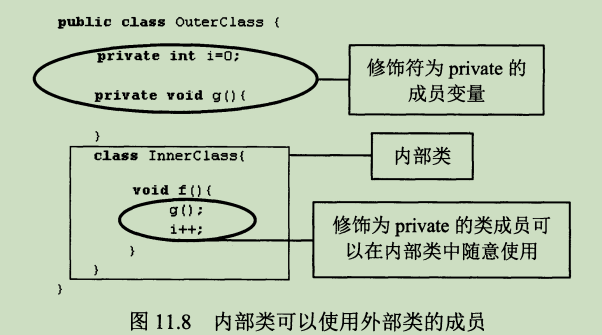 public class OuterClass {
private int i=0;
private void g(){
修饰符为 private 的
成员变量
}
class InnerClass{
内部类
void f(){
g();
i++;
修饰为 private 的类成员可
以在内部类中随意使用
}
}
}
图 11.8 内部类可以使用外部类的成员